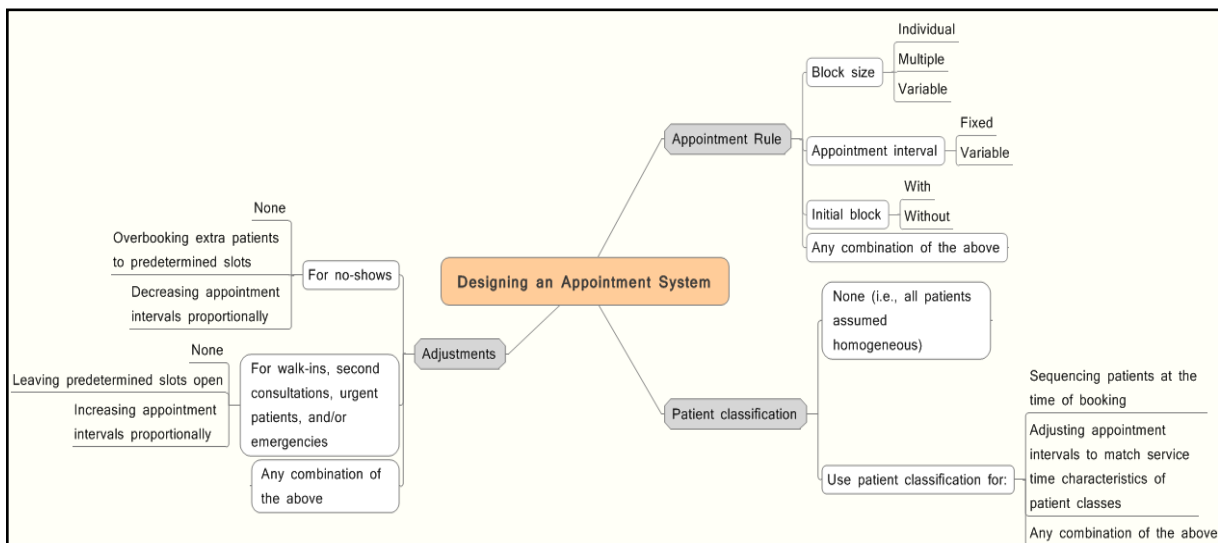 Designing an Appointment System
Appointment Rule
Block size
Individual
Multiple
Variable
Appointment interval
Fixed
Variable
Initial block
With
Without
Any combination of the above
Patient classification
None (i.e., all patients
assumed
homogeneous)
Use patient classification for:
Sequencing patients at the
time of booking
Adjusting appointment
intervals to match service
time characteristics of
patient classes
Any combination of the above
Adjustments
For no-shows
None
Overbooking extra patients
to predetermined slots
Decreasing appointment
intervals proportionally
For walk-ins, second
consultations, urgent
patients, and/or
emergencies
None
Leaving predetermined slots open
Increasing appointment
intervals proportionally
Any combination of
the above